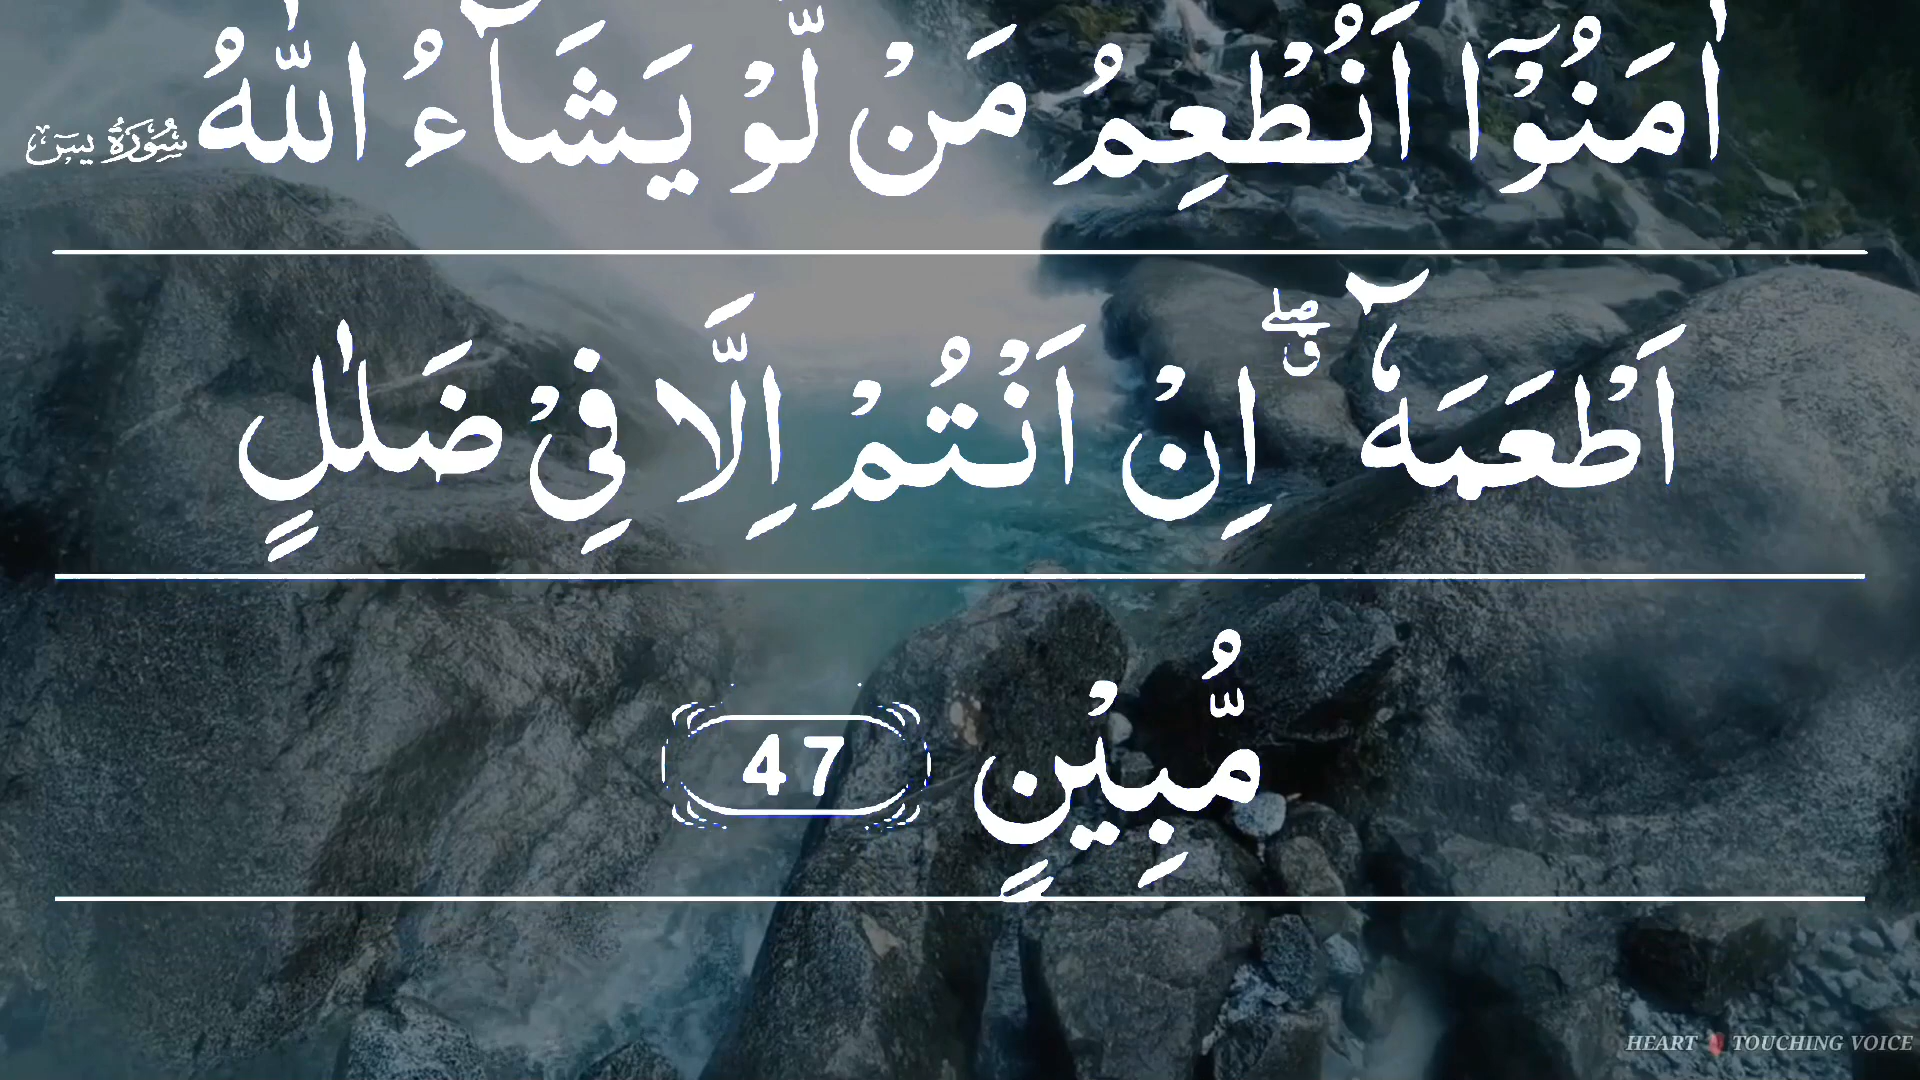 اٰمَنُوْۤا اَنُطْعِمُ مَنْ لَّوْ يَشَآءُ اللّٰهُ
سُوْرَةُ يٰسٓ
اَطْعَمَهٗۤ ۖۗ اِنْ اَنْتُمْ اِلَّا فِيْ ضَلٰلٍ
مُّبِيْنٍ 47
HEART TOUCHING VOICE